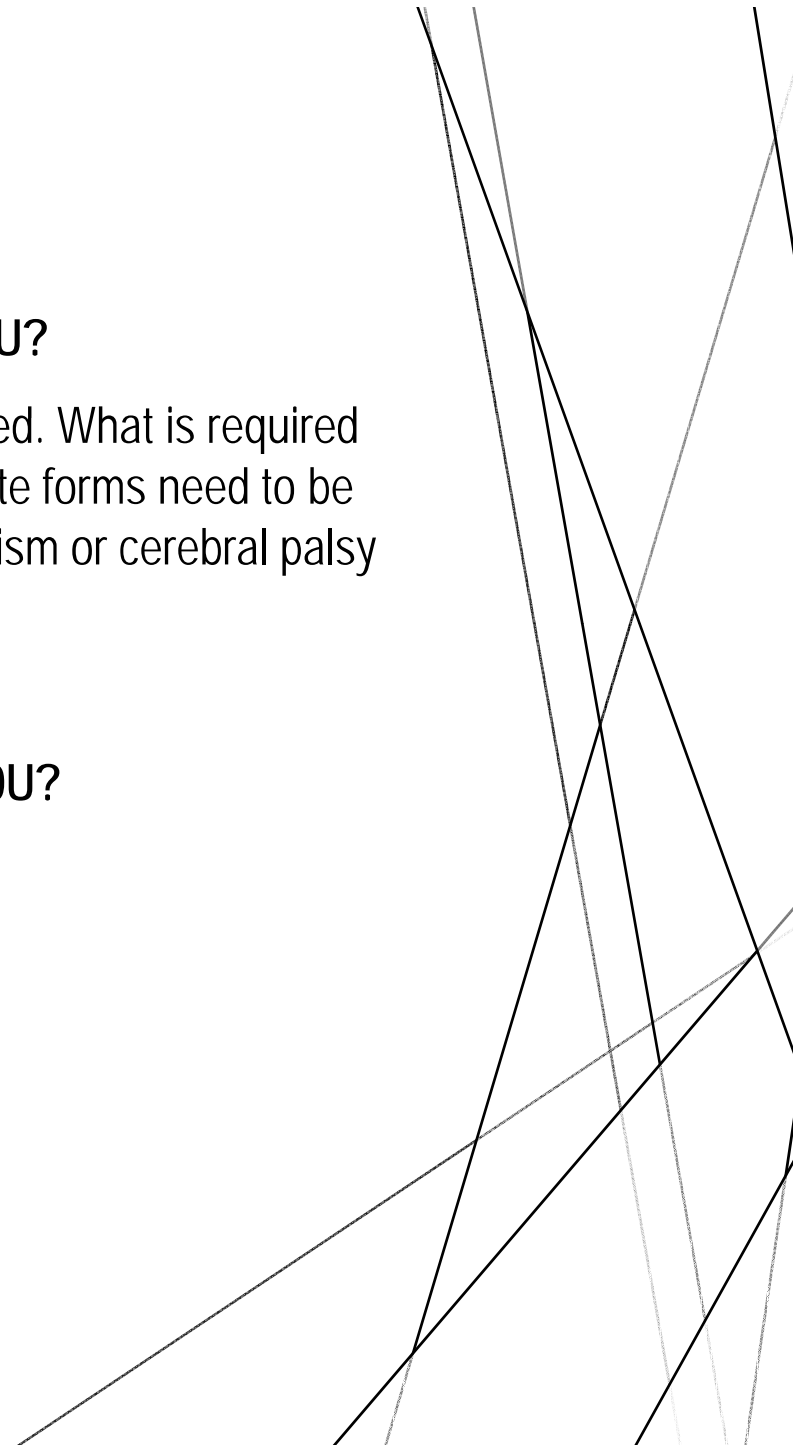 U?
ed. What is required
te forms need to be
ism or cerebral palsy
OU?